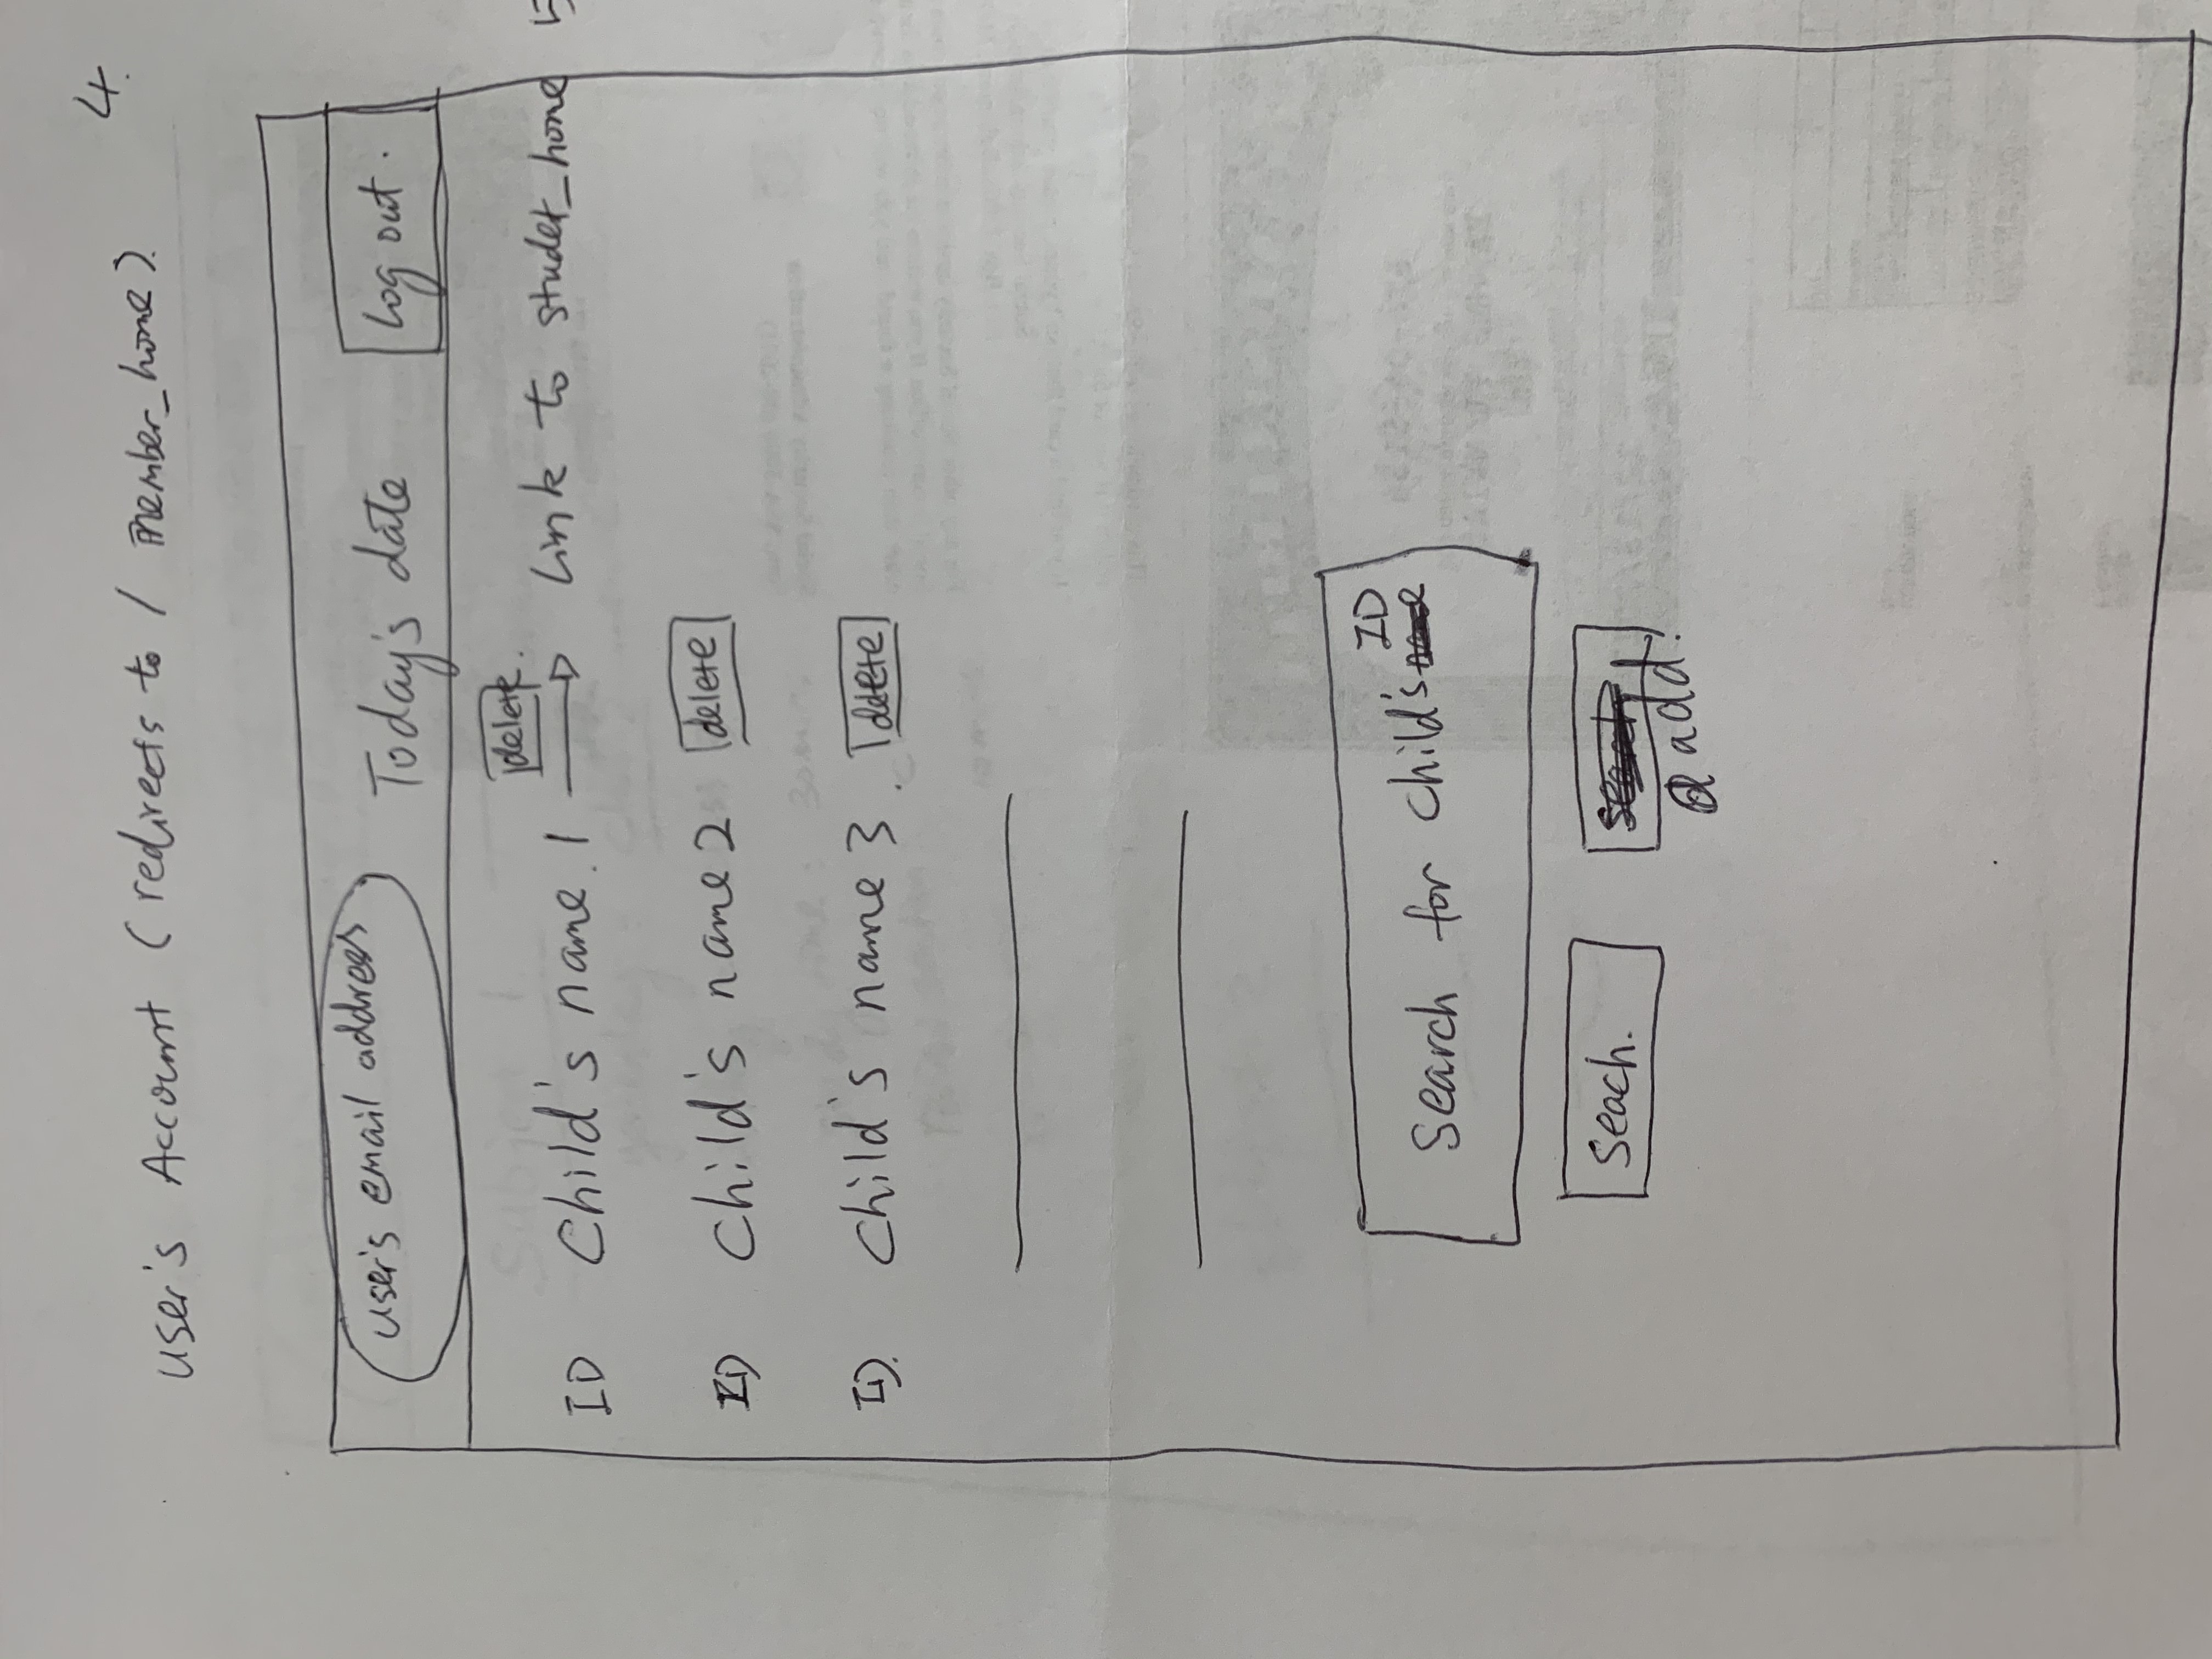 4.
User's Account (redirects to / member_home).
user's email address Today's date Log out.
delete.
ID Child's name. 1 Link to studet_home 5
ID Child's name 2 delete
ID. Child's name 3. delete
ID
Search for Child's
Seach.
add!